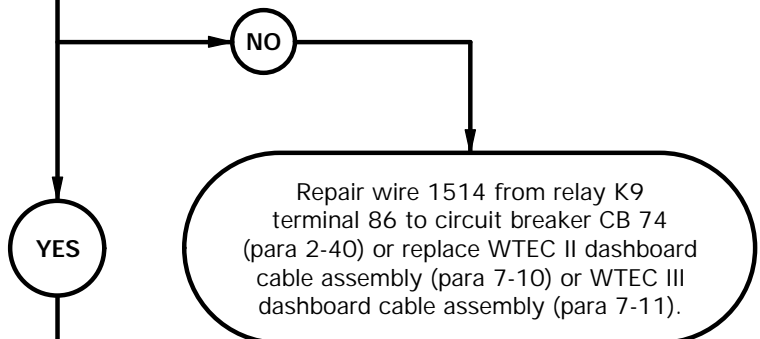 NO
YES
Repair wire 1514 from relay K9
terminal 86 to circuit breaker CB 74
(para 2-40) or replace WTEC II dashboard
cable assembly (para 7-10) or WTEC III
dashboard cable assembly (para 7-11).